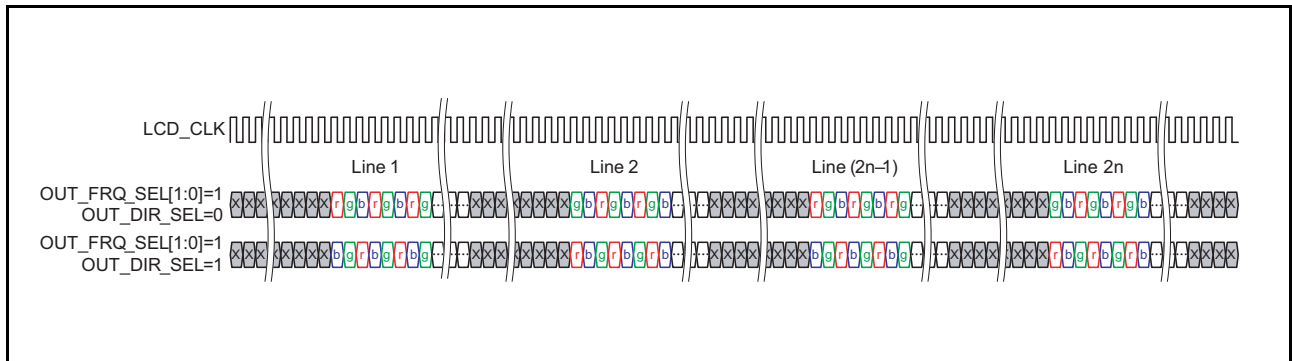 LCD_CLK
Line 1 Line 2 Line (2n–1) Line 2n
OUT_FRQ_SEL[1:0]=1
OUT_DIR_SEL=0
X X X X X X X X r g b r g b r g X X X X X X X g b r g b r g b X X X X X X X r g b r g b r g X X X X X X X g b r g b r g b X X X X
OUT_FRQ_SEL[1:0]=1
OUT_DIR_SEL=1
X X X X X X X X b g r b g r b g X X X X X X X r b g r b g r b X X X X X X X b g r b g r b g X X X X X X X r b g r b g r b X X X X